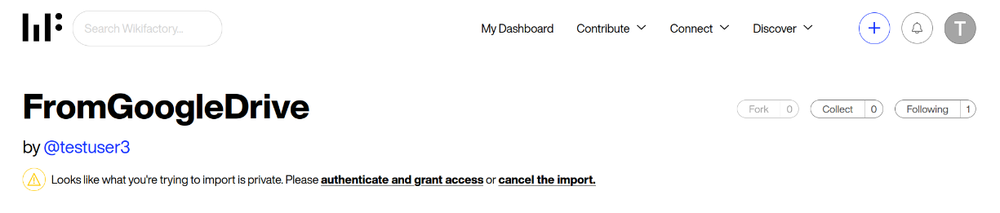 Search Wikifactory...
My Dashboard
Contribute
Connect
Discover
T
FromGoogleDrive
Fork 0
Collect 0
Following 1
by @testuser3
Looks like what you're trying to import is private. Please authenticate and grant access or cancel the import.